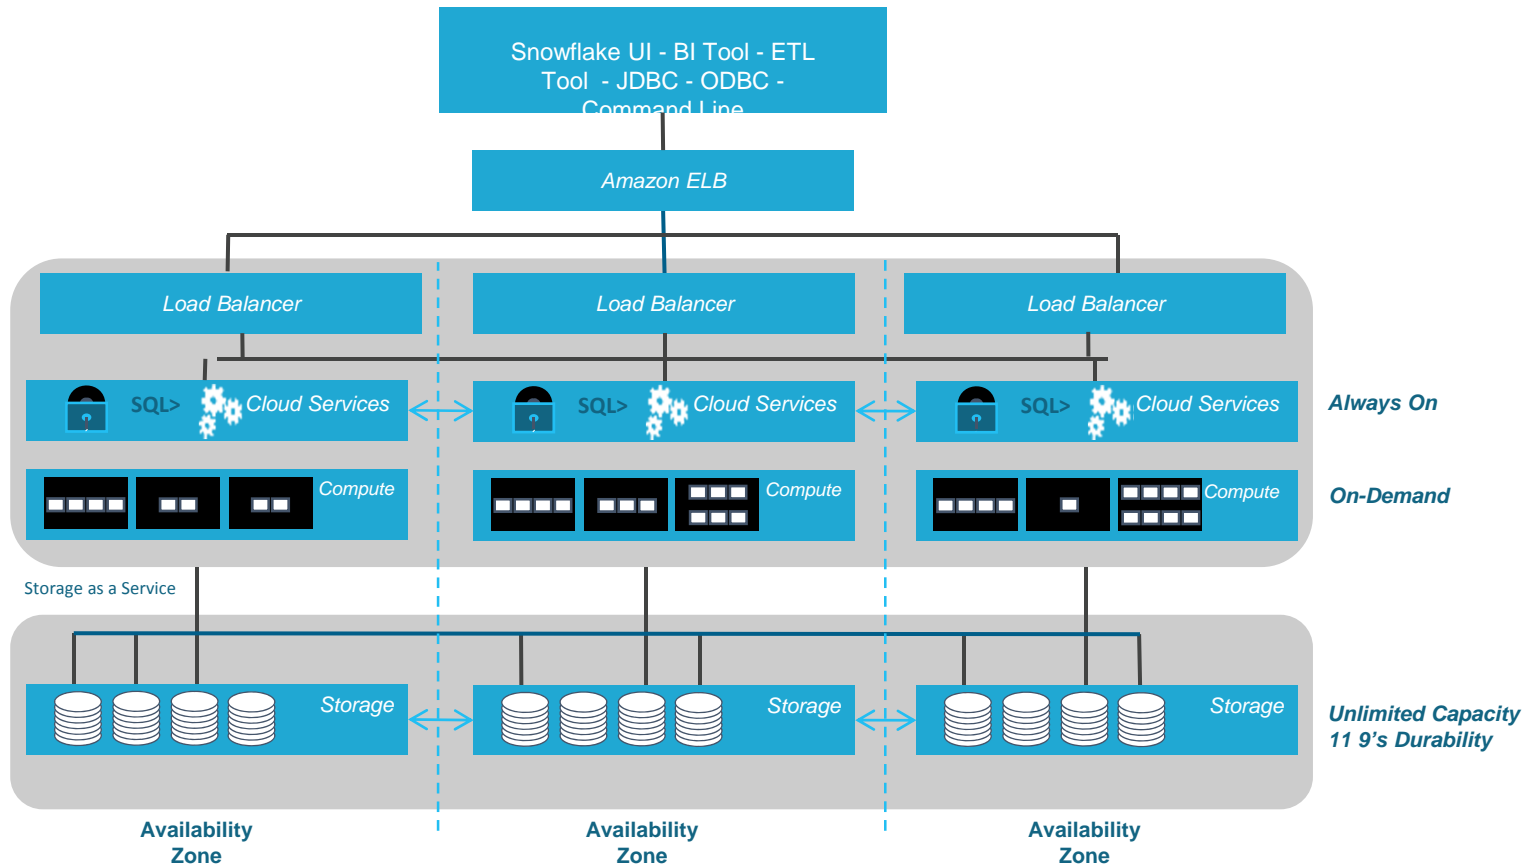 Snowflake UI - BI Tool - ETL
Tool - JDBC - ODBC -
Command Line
Amazon ELB
Load Balancer
Load Balancer
Load Balancer
SQL>
Cloud Services
SQL>
Cloud Services
SQL>
Cloud Services
Always On
Compute
Compute
Compute
On-Demand
Storage as a Service
Storage
Storage
Storage
Unlimited Capacity
11 9’s Durability
Availability
Zone
Availability
Zone
Availability
Zone